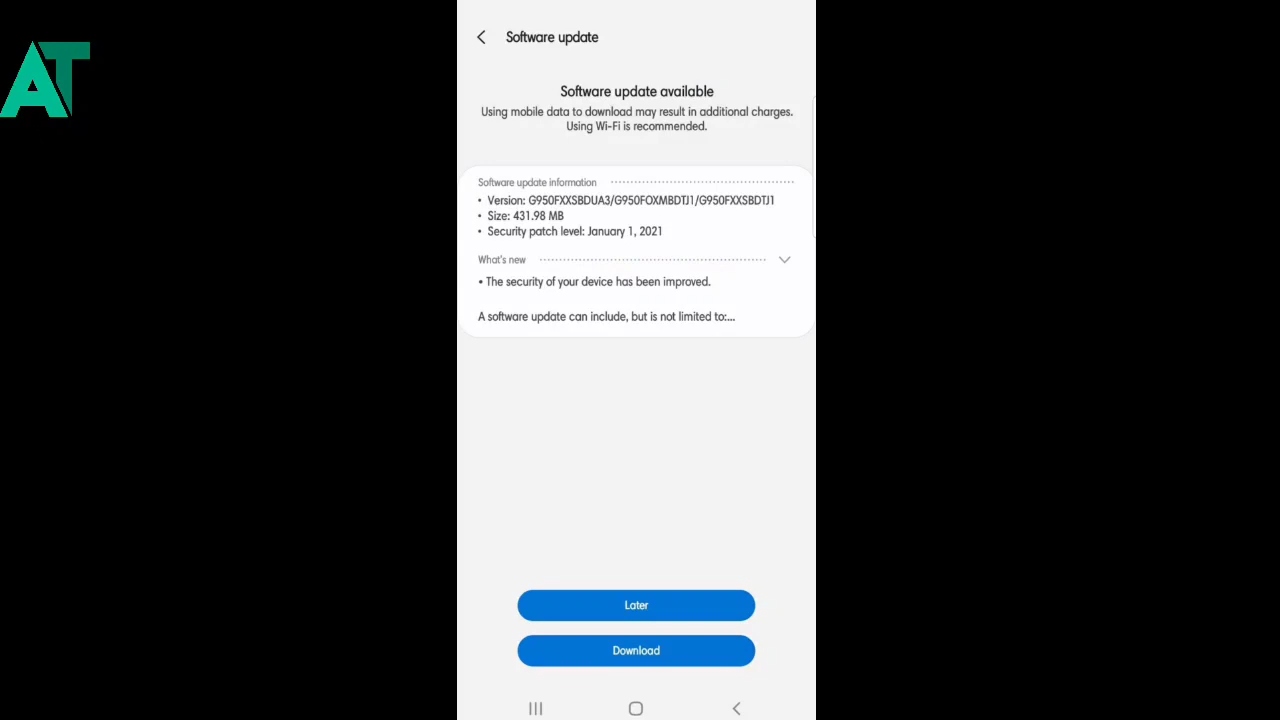 AT
Software update
Software update available
Using mobile data to download may result in additional charges.
Using Wi-Fi is recommended.
Software update information
• Version: G950FXXSBDUA3/G950FOXMBDTJ1/G950FXXSBDTJ1
• Size: 431.98 MB
• Security patch level: January 1, 2021
What's new
• The security of your device has been improved.
A software update can include, but is not limited to:...
Later
Download